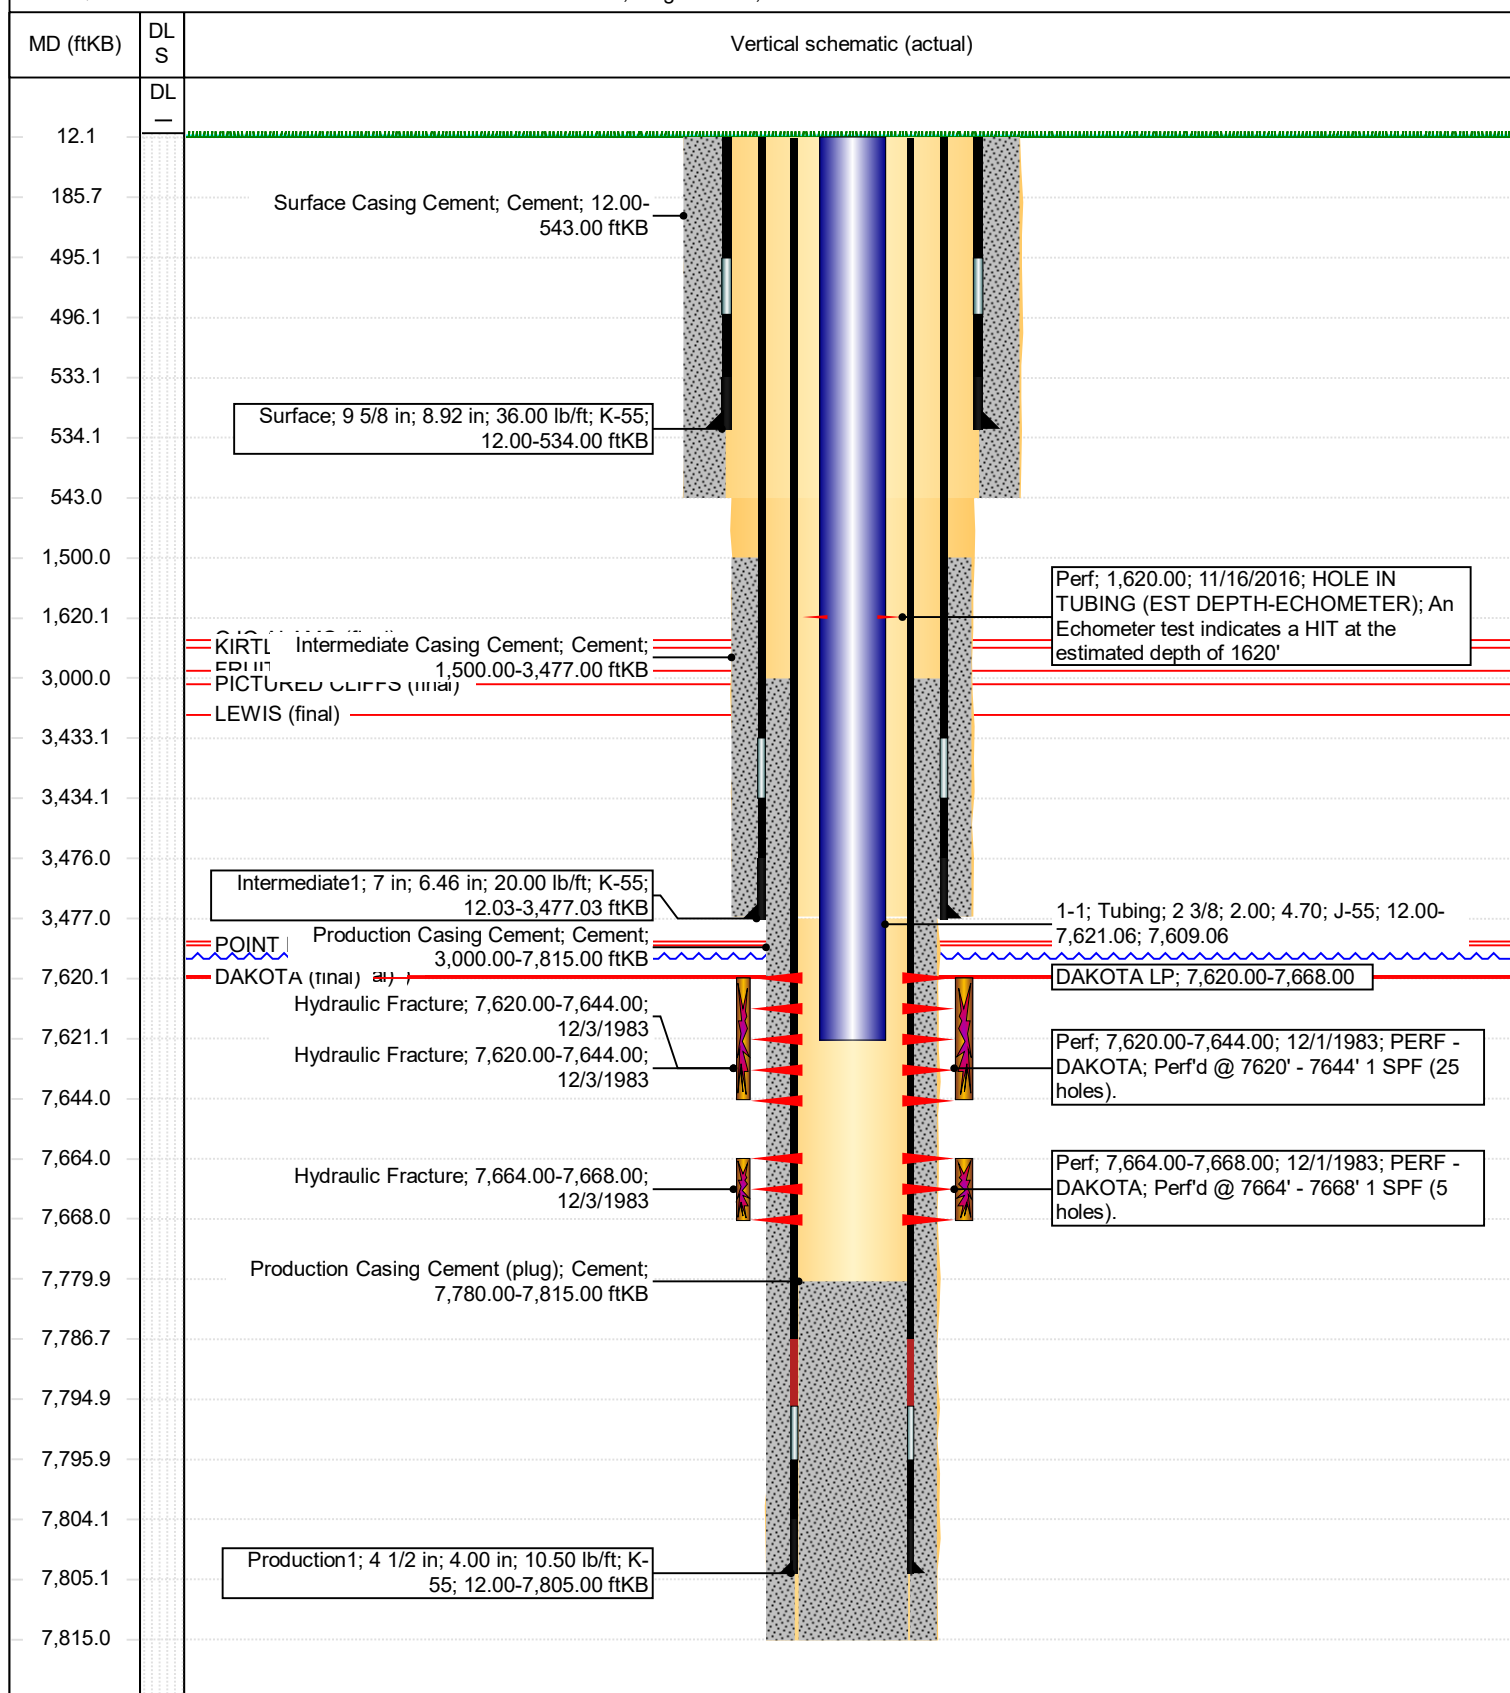 MD (ftKB)
DL
S
Vertical schematic (actual)
DL
12.1
185.7
495.1
496.1
533.1
534.1
543.0
1,500.0
1,620.1
3,000.0
3,433.1
3,434.1
3,476.0
3,477.0
7,620.1
7,621.1
7,644.0
7,664.0
7,668.0
7,779.9
7,786.7
7,794.9
7,795.9
7,804.1
7,805.1
7,815.0
Surface Casing Cement; Cement; 12.00-
543.00 ftKB
Surface; 9 5/8 in; 8.92 in; 36.00 lb/ft; K-55;
12.00-534.00 ftKB
Perf; 1,620.00; 11/16/2016; HOLE IN
TUBING (EST DEPTH-ECHOMETER); An
Echometer test indicates a HIT at the
estimated depth of 1620'
Intermediate Casing Cement; Cement;
1,500.00-3,477.00 ftKB
PICTURED CLIFFS (final)
LEWIS (final)
Intermediate1; 7 in; 6.46 in; 20.00 lb/ft; K-55;
12.03-3,477.03 ftKB
1-1; Tubing; 2 3/8; 2.00; 4.70; J-55; 12.00-
7,621.06; 7,609.06
POINT
Production Casing Cement; Cement;
3,000.00-7,815.00 ftKB
DAKOTA (final)
DAKOTA LP; 7,620.00-7,668.00
Hydraulic Fracture; 7,620.00-7,644.00;
12/3/1983
Hydraulic Fracture; 7,620.00-7,644.00;
12/3/1983
Perf; 7,620.00-7,644.00; 12/1/1983; PERF -
DAKOTA; Perf'd @ 7620' - 7644' 1 SPF (25
holes).
Hydraulic Fracture; 7,664.00-7,668.00;
12/3/1983
Perf; 7,664.00-7,668.00; 12/1/1983; PERF -
DAKOTA; Perf'd @ 7664' - 7668' 1 SPF (5
holes).
Production Casing Cement (plug); Cement;
7,780.00-7,815.00 ftKB
Production1; 4 1/2 in; 4.00 in; 10.50 lb/ft; K-
55; 12.00-7,805.00 ftKB